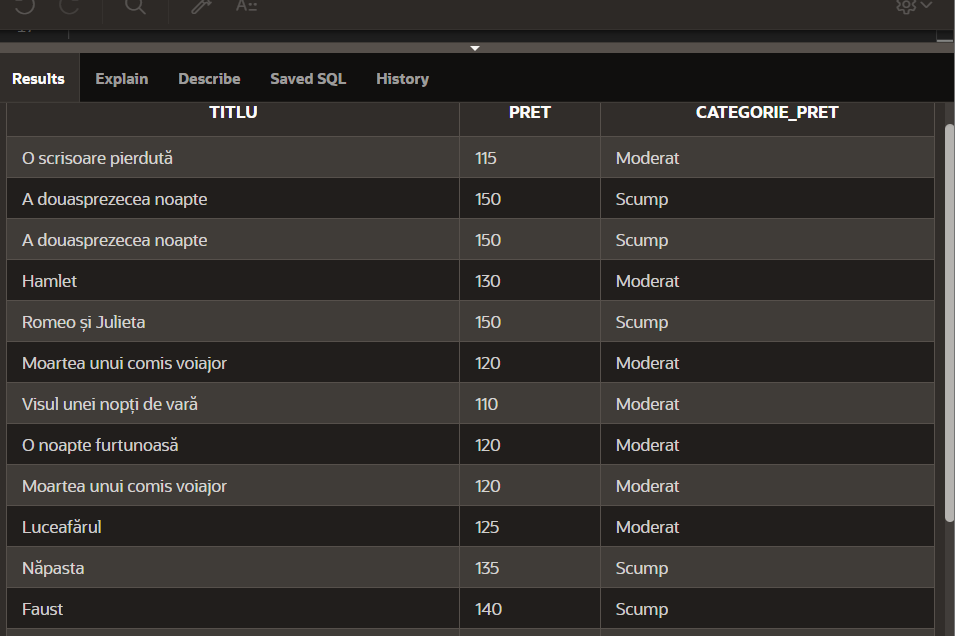 Results Explain Describe Saved SQL History
TITLU PRET CATEGORIE_PRET
O scrisoare pierdută 115 Moderat
A douasprezecea noapte 150 Scump
A douasprezecea noapte 150 Scump
Hamlet 130 Moderat
Romeo și Julieta 150 Scump
Moartea unui comis voiajor 120 Moderat
Visul unei nopți de vară 110 Moderat
O noapte furtunoasă 120 Moderat
Moartea unui comis voiajor 120 Moderat
Luceafărul 125 Moderat
Năpasta 135 Scump
Faust 140 Scump